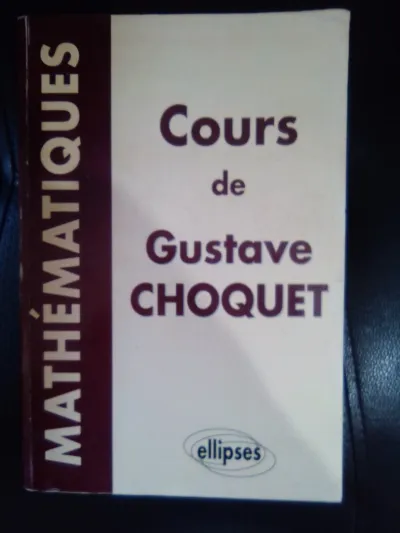 MATHÉMATIQUES
Cours
de
Gustave
CHOQUET
ellipses